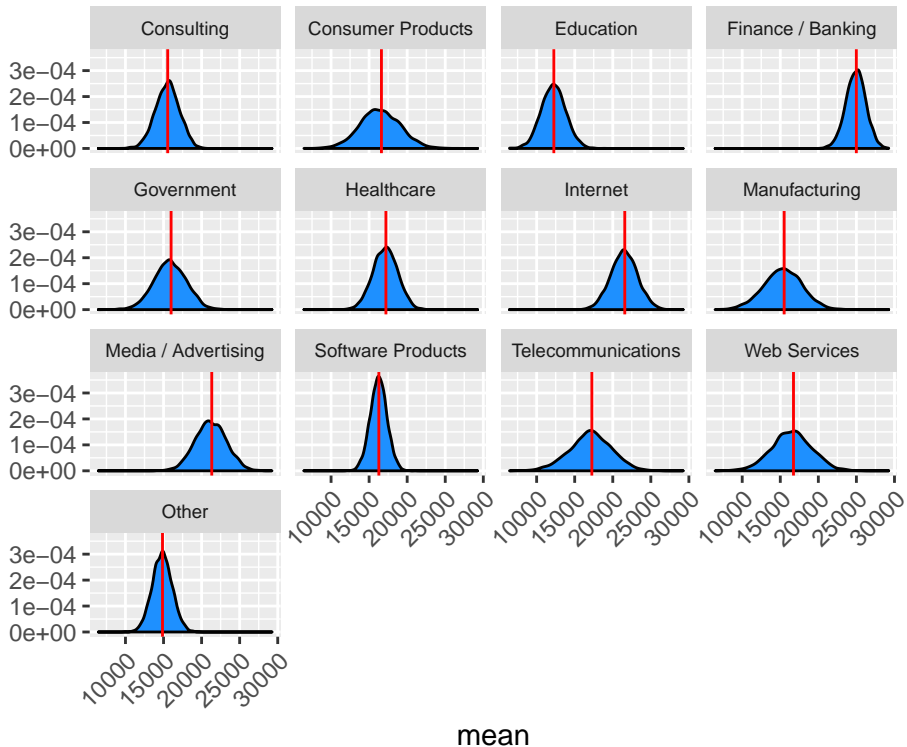 Consulting Consumer Products Education Finance / Banking
3e−04
2e−04
1e−04
0e+00
Government Healthcare Internet Manufacturing
3e−04
2e−04
1e−04
0e+00
Media / Advertising Software Products Telecommunications Web Services
3e−04
2e−04
1e−04
0e+00
10000 15000 20000 25000 30000 10000 15000 20000 25000 30000 10000 15000 20000 25000 30000
Other
3e−04
2e−04
1e−04
0e+00
10000 15000 20000 25000 30000
mean